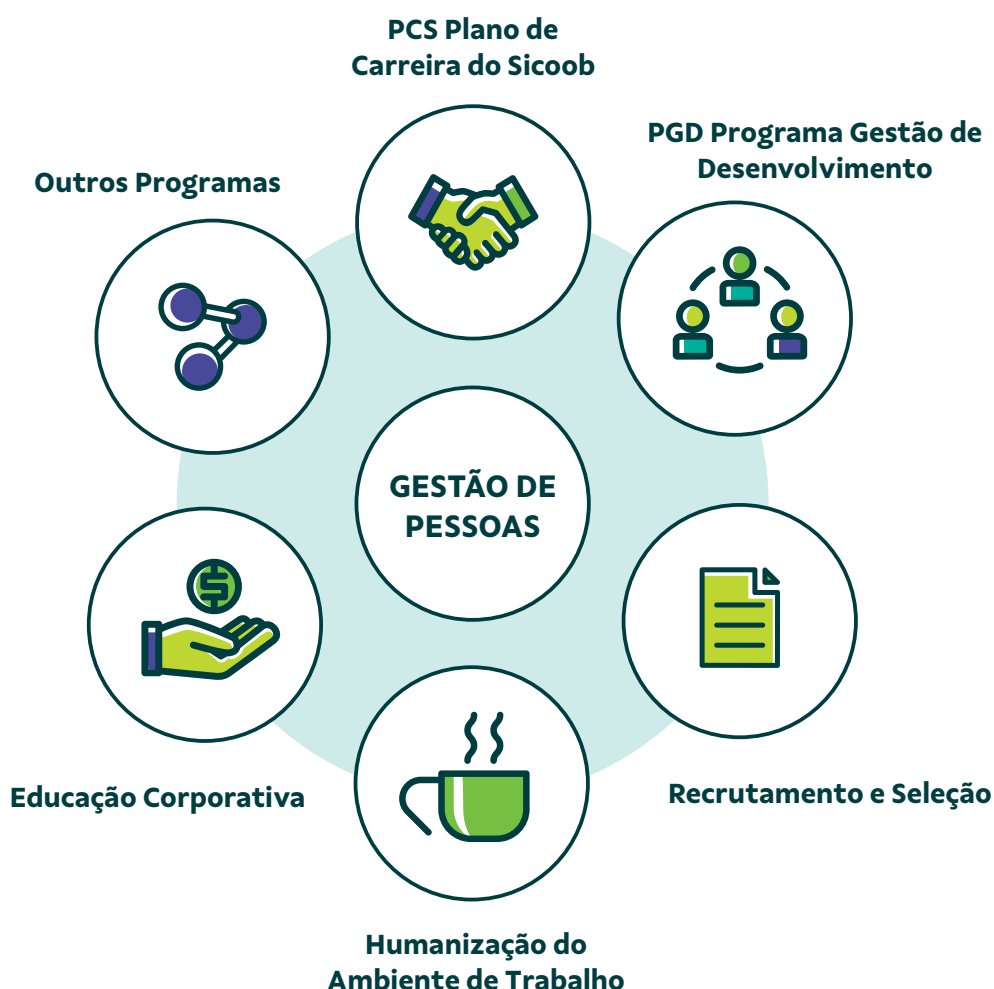 PCS Plano de
Carreira do Sicoob
PGD Programa Gestão de
Desenvolvimento
Outros Programas
GESTÃO DE
PESSOAS
Educação Corporativa
Recrutamento e Seleção
Humanização do
Ambiente de Trabalho